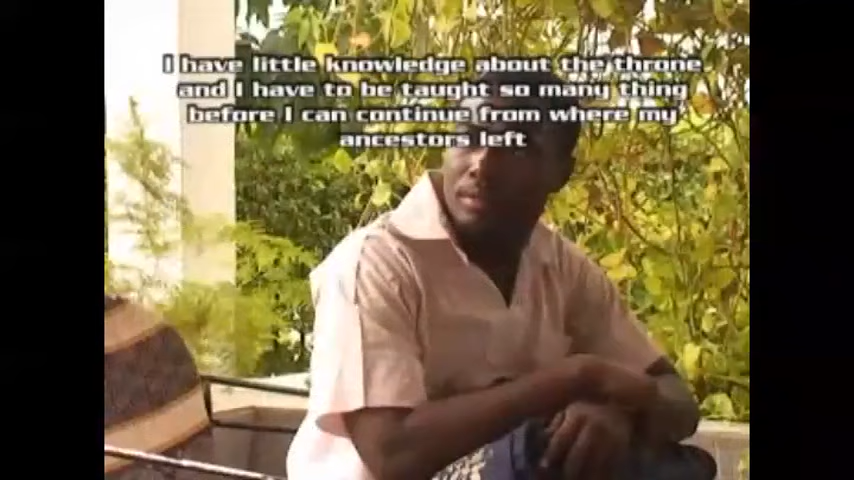 I have little knowledge about the throne
and I have to be taught so many thing
before I can continue from where my
ancestors left